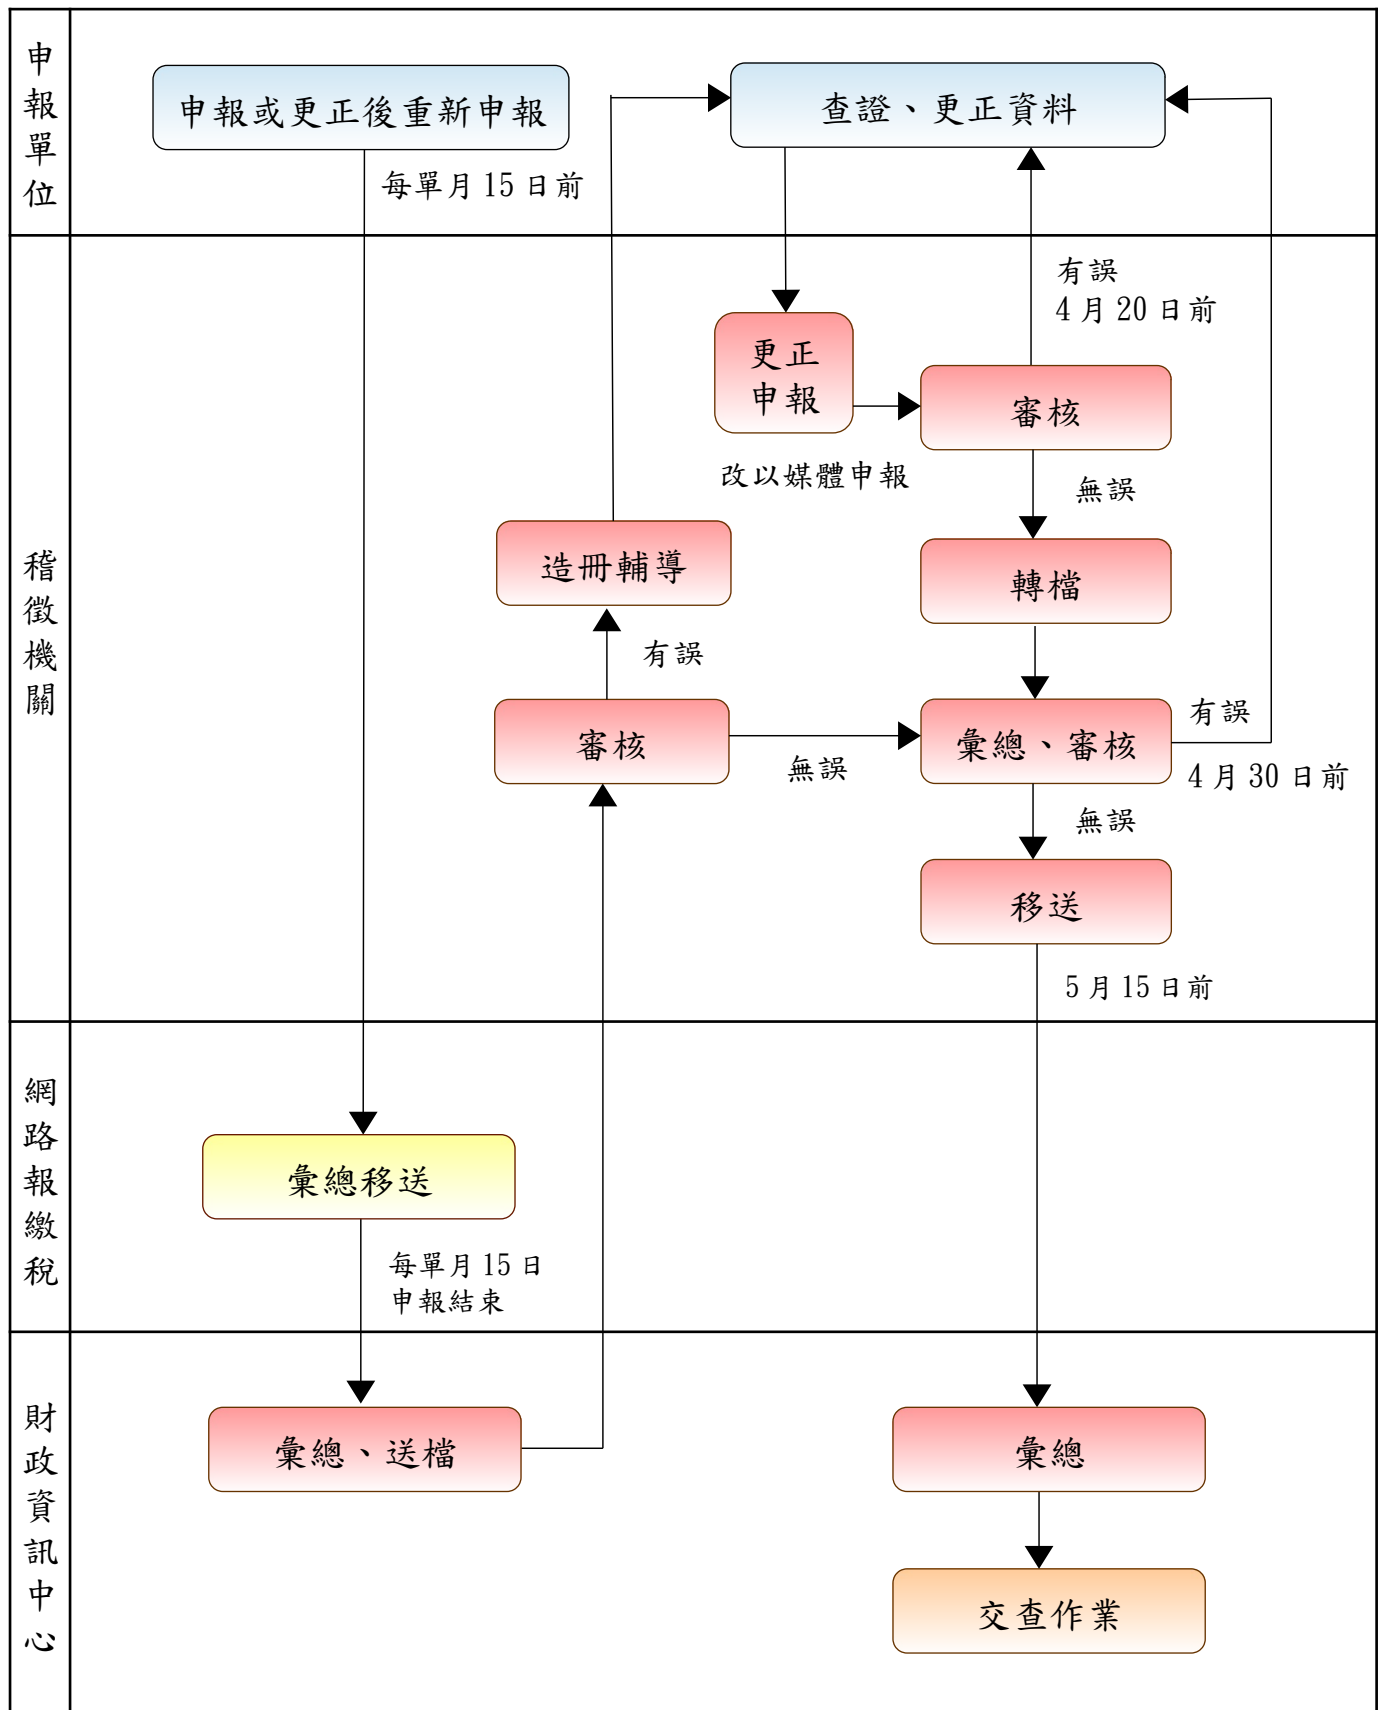 申報單位
申報或更正後重新申報
查證、更正資料
每單月15日前
稽徵機關
有誤
4月20日前
更正
申報
審核
改以媒體申報
無誤
造冊輔導
轉檔
有誤
審核
無誤
彙總、審核
有誤
4月30日前
無誤
移送
5月15日前
網路報繳稅
彙總移送
每單月15日
申報結束
財政資訊中心
彙總、送檔
彙總
交查作業